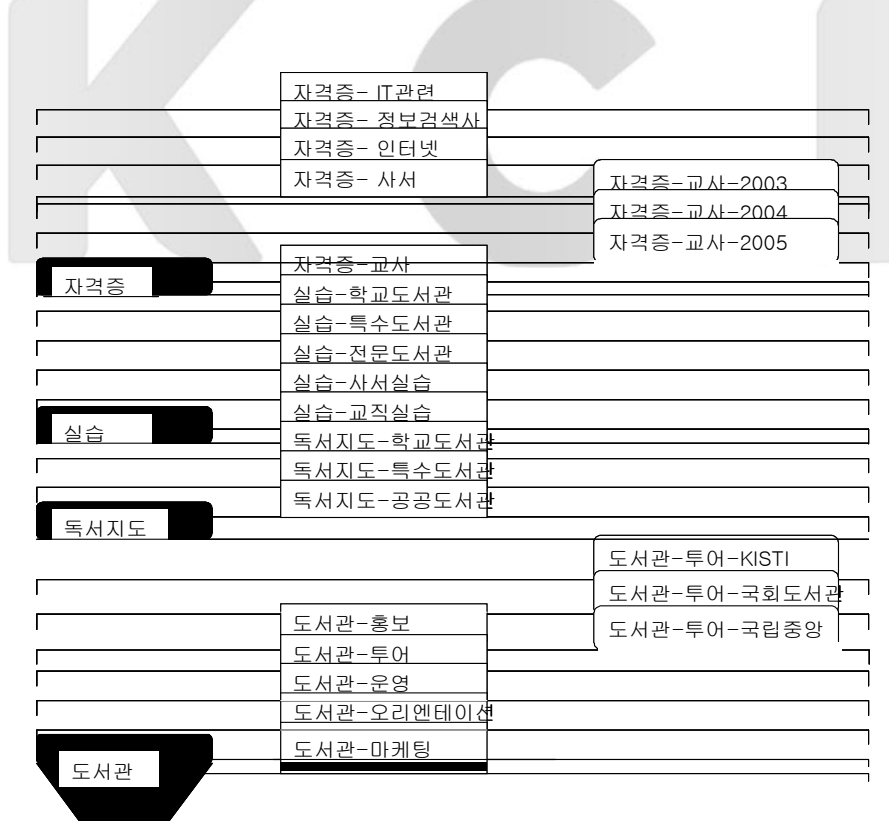 KCI
자격증- IT관련
자격증- 정보검색사
자격증- 인터넷
자격증- 사서
자격증-교사-2003
자격증-교사-2004
자격증-교사-2005
자격증-교사
자격증
실습-학교도서관
실습-특수도서관
실습-전문도서관
실습-사서실습
실습-교직실습
실습
독서지도-학교도서관
독서지도-특수도서관
독서지도-공공도서관
독서지도
도서관-투어-KISTI
도서관-투어-국회도서관
도서관-투어-국립중앙
도서관-홍보
도서관-투어
도서관-운영
도서관-오리엔테이션
도서관-마케팅
도서관